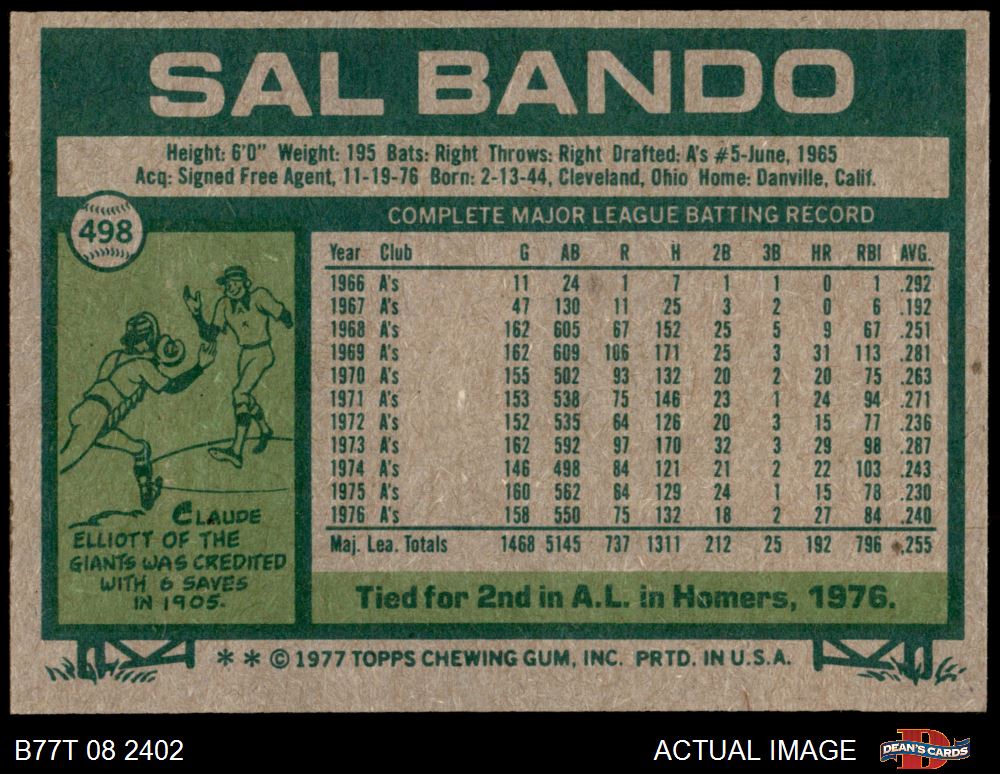 SAL BANDO
Height: 6'0" Weight: 195 Bats: Right Throws: Right Drafted: A's #5-June, 1965
Acq: Signed Free Agent, 11-19-76 Born: 2-13-44, Cleveland, Ohio Home: Danville, Calif.
498
COMPLETE MAJOR LEAGUE BATTING RECORD
Year Club G AB R H 2B 3B HR RBI AVG.
1966 A's 11 24 1 7 1 1 0 1 .292
1967 A's 47 130 11 25 3 2 0 6 .192
1968 A's 162 605 67 152 25 5 9 67 .251
1969 A's 162 609 106 171 25 3 31 113 .281
1970 A's 155 502 93 132 20 2 20 75 .263
1971 A's 153 538 75 146 23 1 24 94 .271
1972 A's 152 535 64 126 20 3 15 77 .236
1973 A's 162 592 97 170 32 3 29 98 .287
1974 A's 146 498 84 121 21 2 22 103 .243
1975 A's 160 562 64 129 24 1 15 78 .230
1976 A's 158 550 75 132 18 2 27 84 .240
Maj. Lea. Totals 1468 5145 737 1311 212 25 192 796 .255
CLAUDE
ELLIOTT OF THE
GIANTS WAS CREDITED
WITH 6 SAVES
IN 1905.
Tied for 2nd in A.L. in Homers, 1976.
* * © 1977 TOPPS CHEWING GUM, INC. PRTD. IN U.S.A.
B77T 08 2402
ACTUAL IMAGE
DEAN'S CARDS